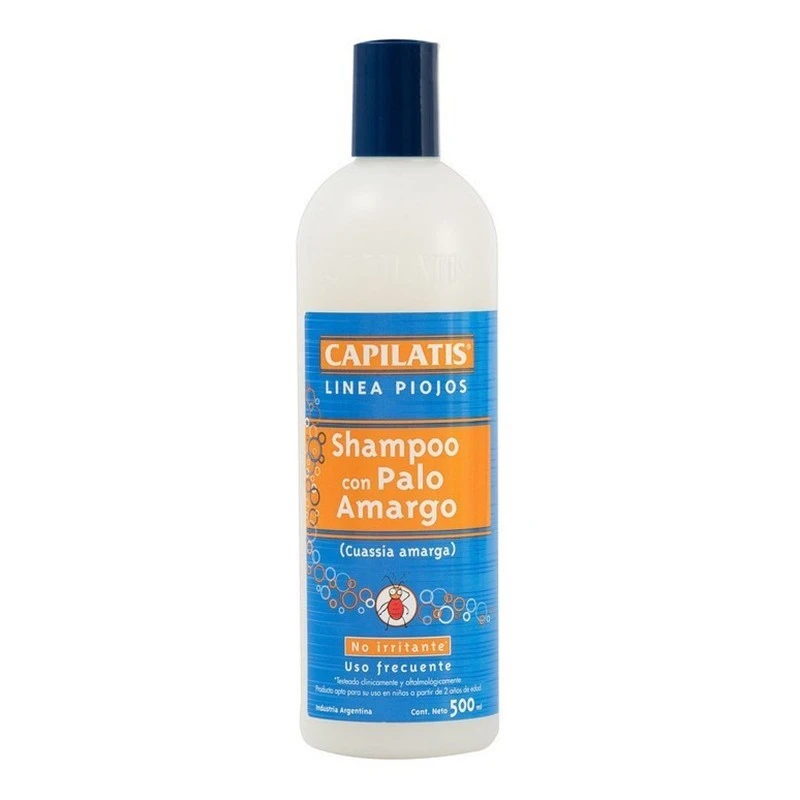 CAPILATIS®
LINEA PIOJOS
Shampoo
con Palo
Amargo
(Cuassia amarga)
No irritante*
Uso frecuente
*Testeado clínicamente y oftalmológicamente
Producto apto para su uso en niños a partir de 2 años de edad
Industria Argentina
Cont. Neto 500 ml